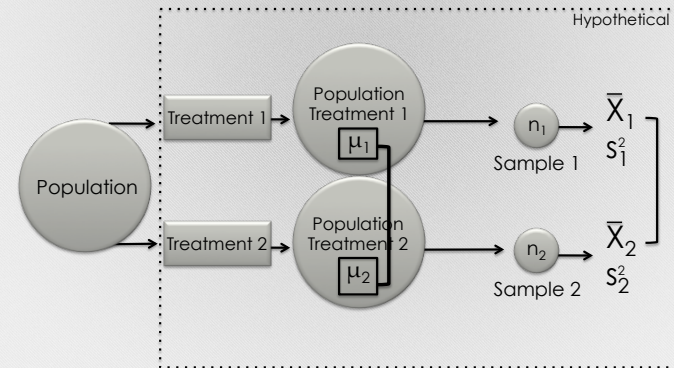 Hypothetical
Population
Treatment 1
Population
Treatment 1
μ₁
n₁
Sample 1
X̅₁
s²₁
Treatment 2
Population
Treatment 2
μ₂
n₂
Sample 2
X̅₂
s²₂